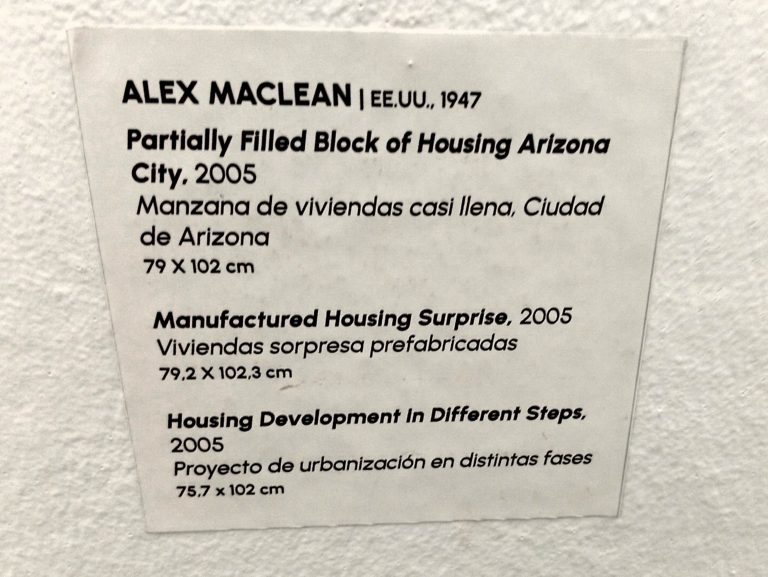 ALEX MACLEAN | EE.UU., 1947
Partially Filled Block of Housing Arizona
City, 2005
Manzana de viviendas casi llena, Ciudad
de Arizona
79 X 102 cm
Manufactured Housing Surprise, 2005
Viviendas sorpresa prefabricadas
79,2 X 102,3 cm
Housing Development In Different Steps,
2005
Proyecto de urbanización en distintas fases
75,7 x 102 cm